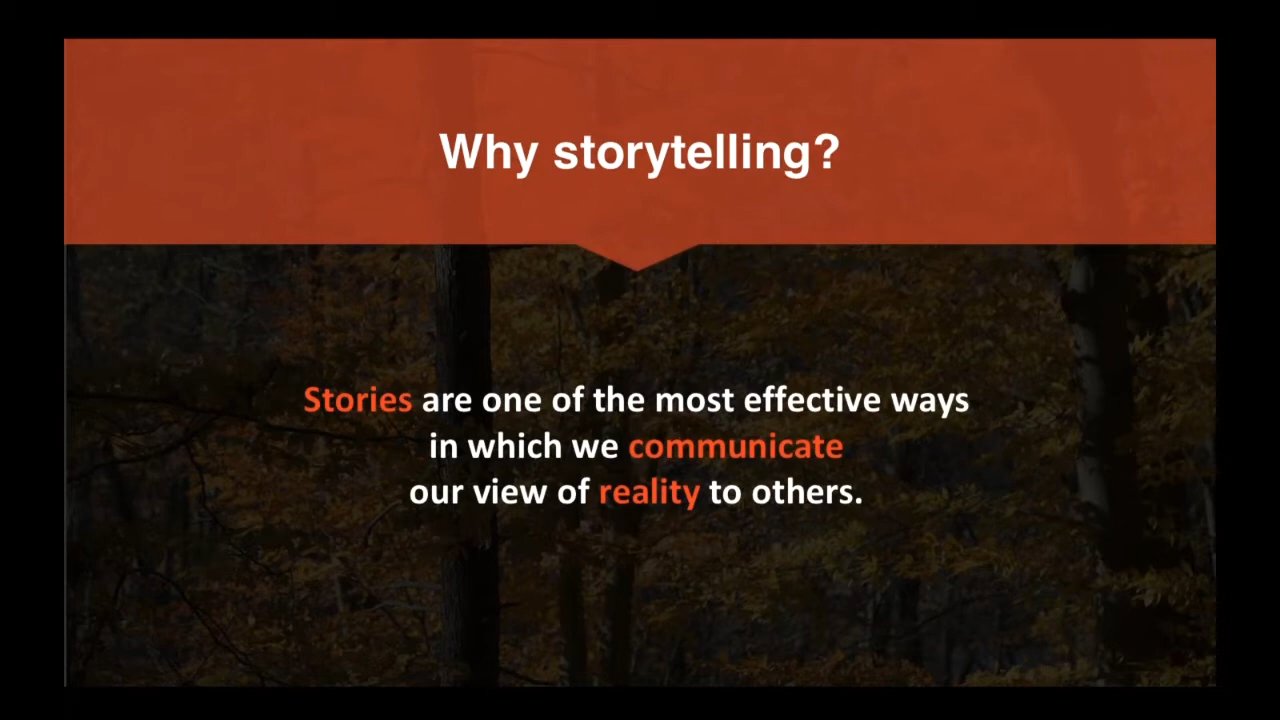 Why storytelling?
Stories are one of the most effective ways
in which we communicate
our view of reality to others.